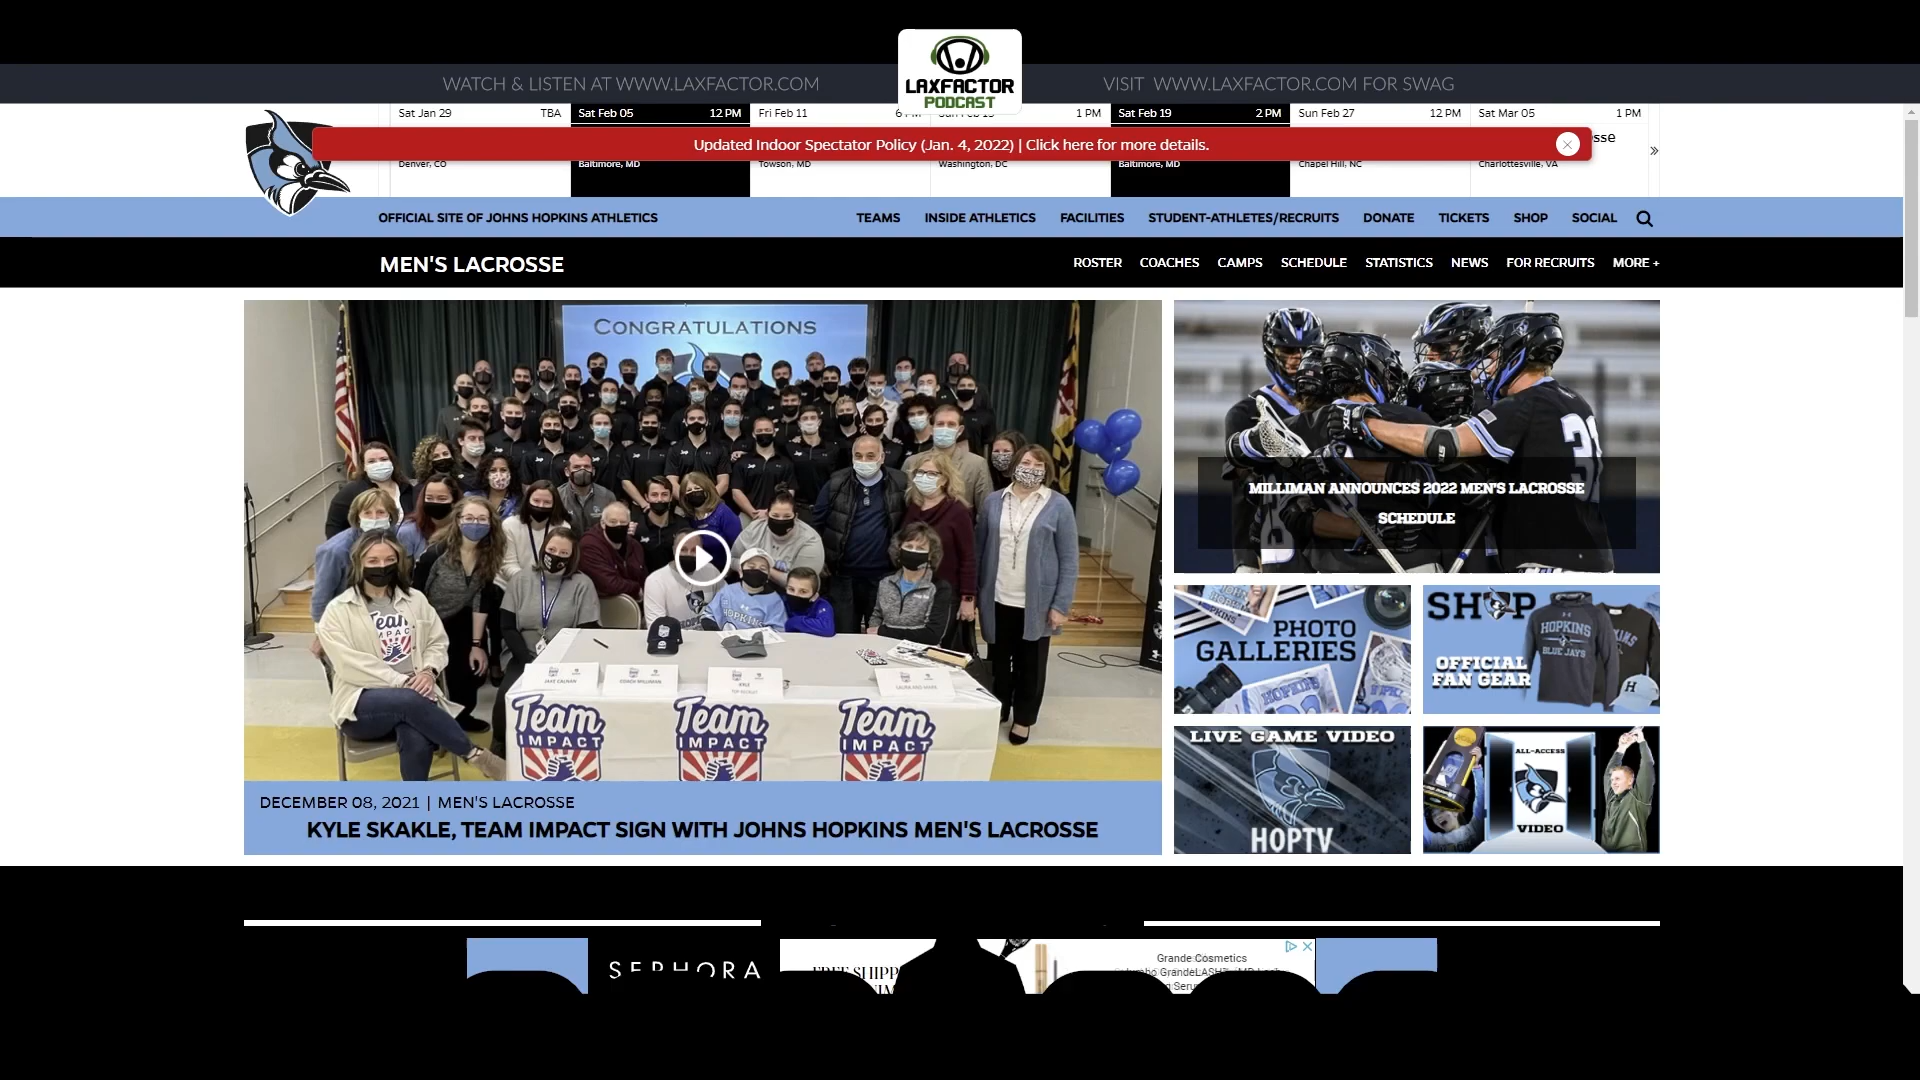 WATCH & LISTEN AT WWW.LAXFACTOR.COM
LAXFACTOR
PODCAST
VISIT WWW.LAXFACTOR.COM FOR SWAG
Sat Jan 29 TBA
Sat Feb 05 12 PM
Fri Feb 11
1 PM
Sat Feb 19 2 PM
Sun Feb 27 12 PM
Sat Mar 05 1 PM
Updated Indoor Spectator Policy (Jan. 4, 2022) | Click here for more details.
Denver, CO
Baltimore, MD
Towson, MD
Washington, DC
Baltimore, MD
Chapel Hill, NC
Charlottesville, VA
OFFICIAL SITE OF JOHNS HOPKINS ATHLETICS
TEAMS INSIDE ATHLETICS FACILITIES STUDENT-ATHLETES/RECRUITS DONATE TICKETS SHOP SOCIAL
MEN'S LACROSSE
ROSTER COACHES CAMPS SCHEDULE STATISTICS NEWS FOR RECRUITS MORE +
CONGRATULATIONS
Team
IMPACT
Team
IMPACT
Team
IMPACT
Team
IMPACT
DECEMBER 08, 2021 | MEN'S LACROSSE
KYLE SKAKLE, TEAM IMPACT SIGN WITH JOHNS HOPKINS MEN'S LACROSSE
MILLIMAN ANNOUNCES 2022 MEN'S LACROSSE
SCHEDULE
PHOTO
GALLERIES
SHOP
OFFICIAL
FAN GEAR
HOPKINS
BLUE JAYS
LIVE GAME VIDEO
HOPTV
ALL-ACCESS
VIDEO
SEPHORA
Grande Cosmetics